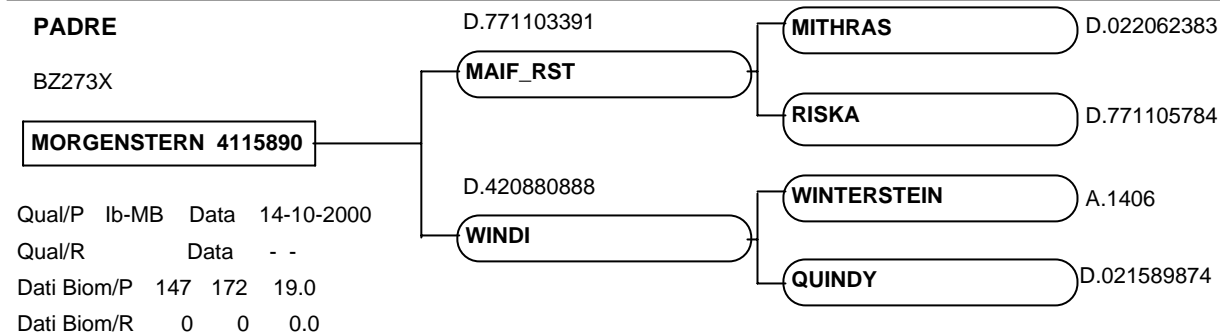 PADRE
BZ273X
MORGENSTERN 4115890
Qual/P Ib-MB Data 14-10-2000
Qual/R Data - -
Dati Biom/P 147 172 19.0
Dati Biom/R 0 0 0.0
D.771103391
MAIF_RST
D.420880888
WINDI
MITHRAS D.022062383
RISKA D.771105784
WINTERSTEIN A.1406
QUINDY D.021589874